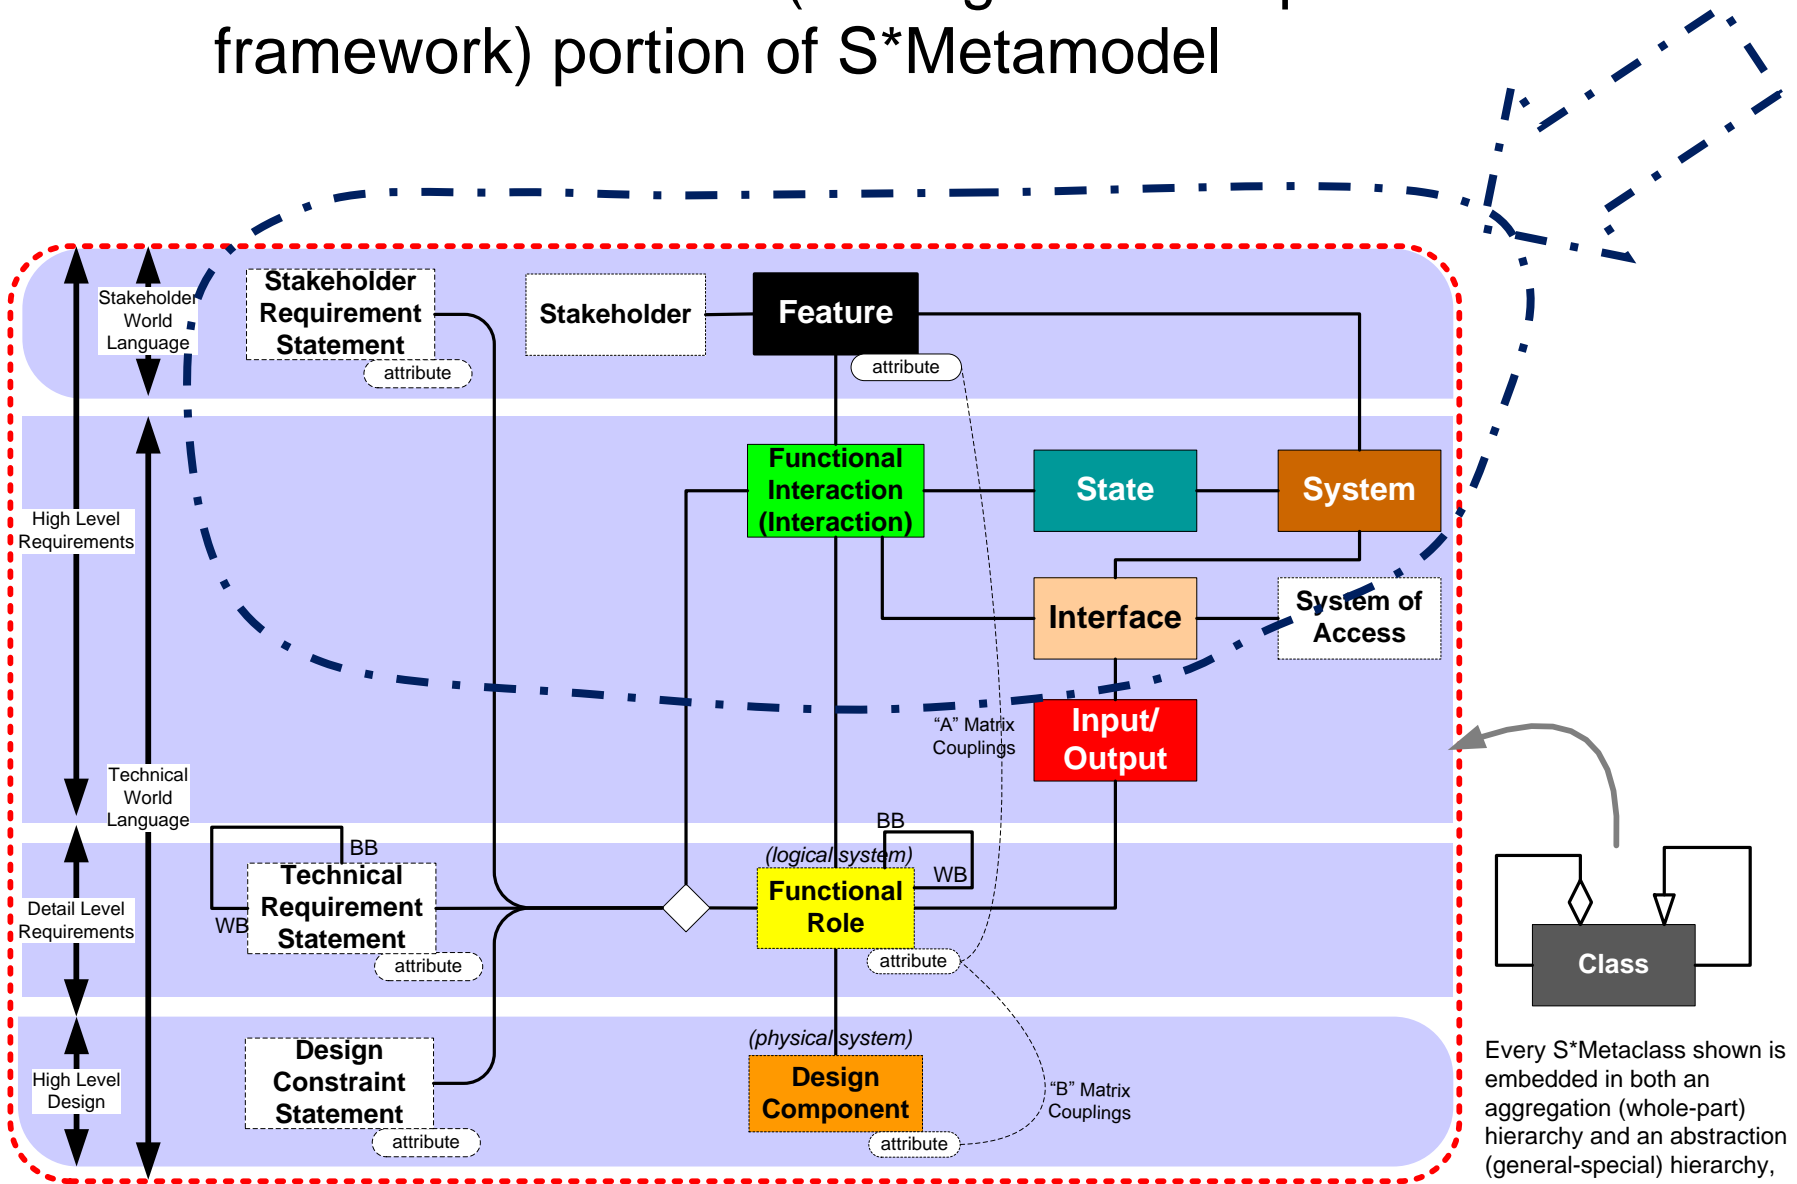 framework) portion of S*Metamodel
Stakeholder
World
Language
Stakeholder
Requirement
Statement
attribute
Stakeholder
Feature
attribute
High Level
Requirements
Functional
Interaction
(Interaction)
State
System
Interface
System of
Access
"A" Matrix
Couplings
Input/
Output
Technical
World
Language
BB
WB
Technical
Requirement
Statement
attribute
BB
WB
(logical system)
Functional
Role
attribute
Detail Level
Requirements
Class
High Level
Design
Design
Constraint
Statement
attribute
(physical system)
Design
Component
attribute
"B" Matrix
Couplings
Every S*Metaclass shown is
embedded in both an
aggregation (whole-part)
hierarchy and an abstraction
(general-special) hierarchy,